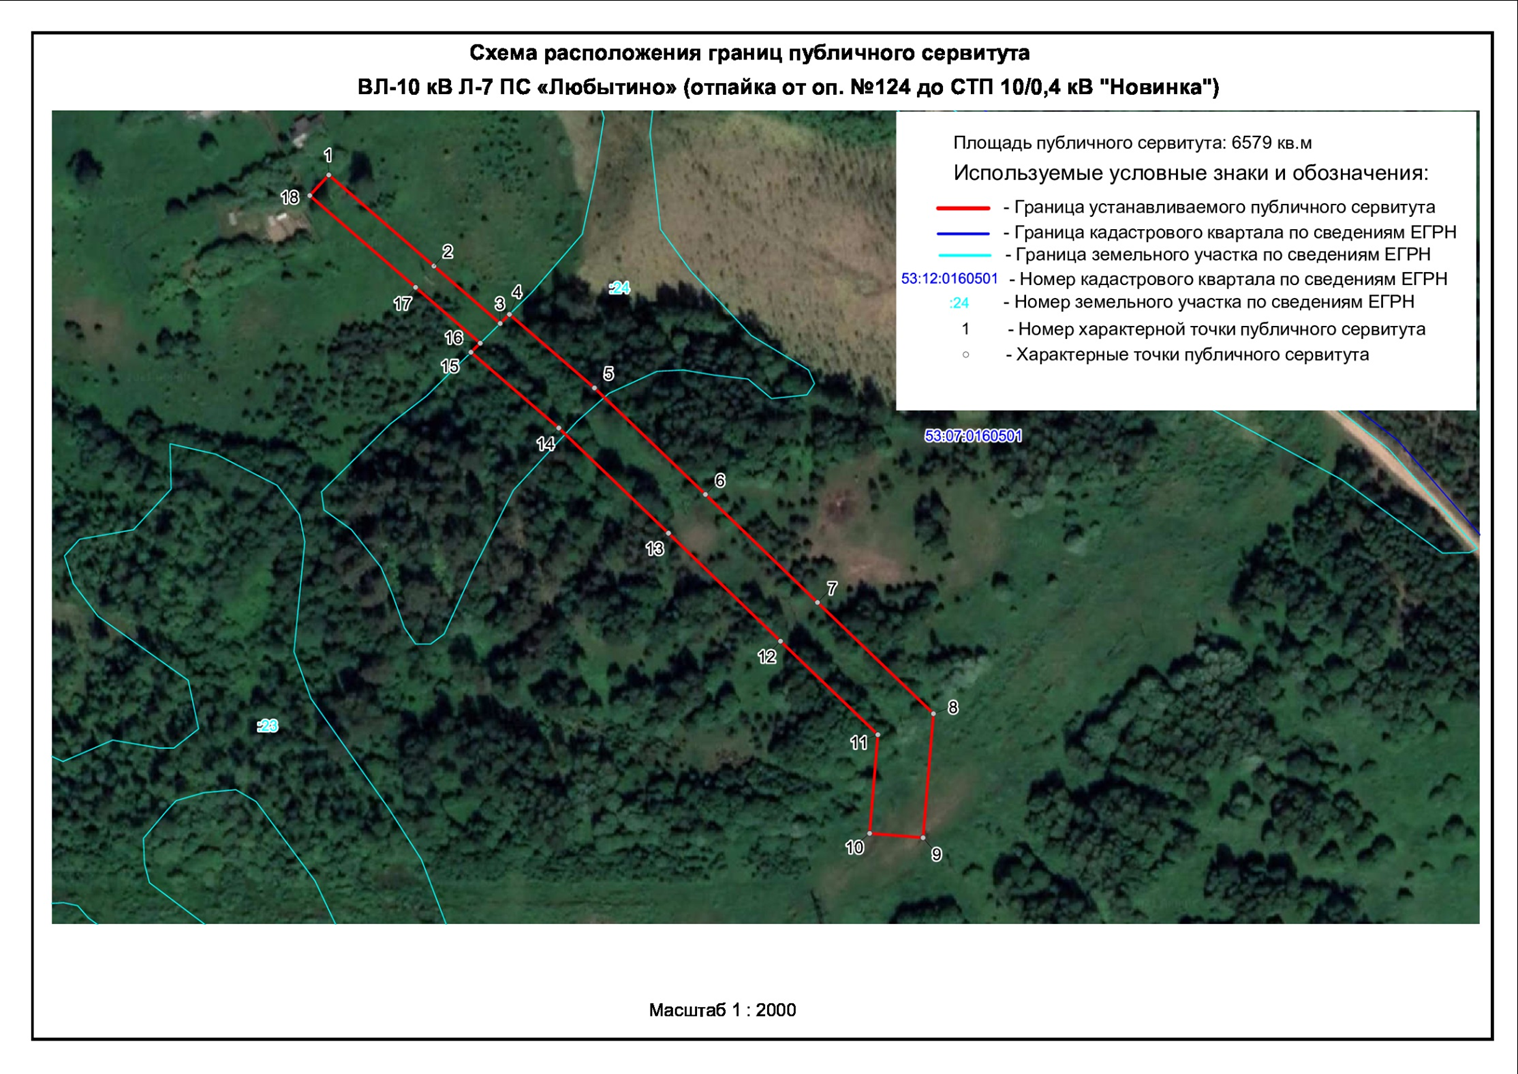 Схема расположения границ публичного сервитута
ВЛ-10 кВ Л-7 ПС «Любытино» (отпайка от оп. №124 до СТП 10/0,4 кВ "Новинка")
Площадь публичного сервитута: 6579 кв.м
Используемые условные знаки и обозначения:
- Граница устанавливаемого публичного сервитута
- Граница кадастрового квартала по сведениям ЕГРН
- Граница земельного участка по сведениям ЕГРН
53:12:0160501 - Номер кадастрового квартала по сведениям ЕГРН
:24 - Номер земельного участка по сведениям ЕГРН
1 - Номер характерной точки публичного сервитута
- Характерные точки публичного сервитута
1
18
2
17
3
4
:24
16
15
5
14
53:07:0160501
6
13
7
12
8
:23
11
10
9
Масштаб 1 : 2000